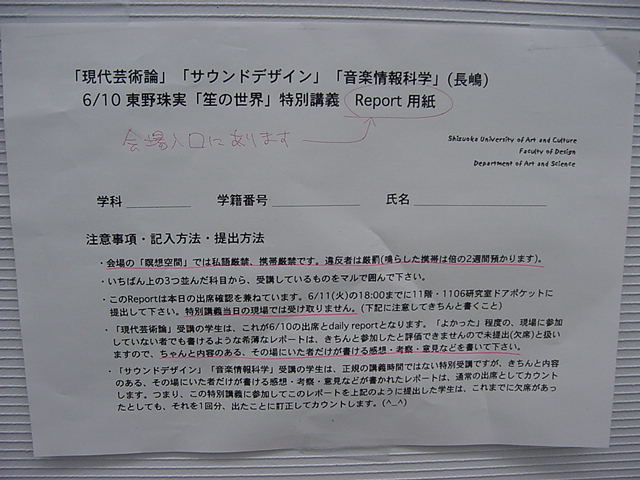 「現代芸術論」「サウンドデザイン」「音楽情報科学」(長嶋)
6/10 東野珠実「笙の世界」特別講義 Report 用紙
会場入口にあります
Shizuoka University of Art and Culture
Faculty of Design
Department of Art and Science
学科 学籍番号 氏名
注意事項・記入方法・提出方法
・会場の「瞑想空間」では私語厳禁、携帯厳禁です。違反者は厳罰(鳴らした携帯は倍の2週間預かります)。
・いちばん上の3つ並んだ科目から、受講しているものをマルで囲んで下さい。
・このReportは本日の出席確認を兼ねています。6/11(火)の18:00までに11階・1106研究室ドアポケットに
提出して下さい。特別講義当日の現場では受け取りません。(下記に注意してきちんと書くこと)
・「現代芸術論」受講の学生は、これが6/10の出席とdaily reportとなります。「よかった」程度の、現場に参加
していない者でも書けるような希薄なレポートは、きちんと参加したと評価できませんので未提出(欠席)と扱い
ますので、ちゃんと内容のある、その場にいた者だけが書ける感想・考察・意見などを書いて下さい。
・「サウンドデザイン」「音楽情報科学」受講の学生は、正規の講義時間ではない特別受講ですが、きちんと内容
のある、その場にいた者だけが書ける感想・考察・意見などが書かれたレポートは、通常の出席としてカウント
します。つまり、この特別講義に参加してこのレポートを上記のように提出した学生は、これまでに欠席があっ
たとしても、それを1回分、出たことに訂正してカウントします。(^_^)